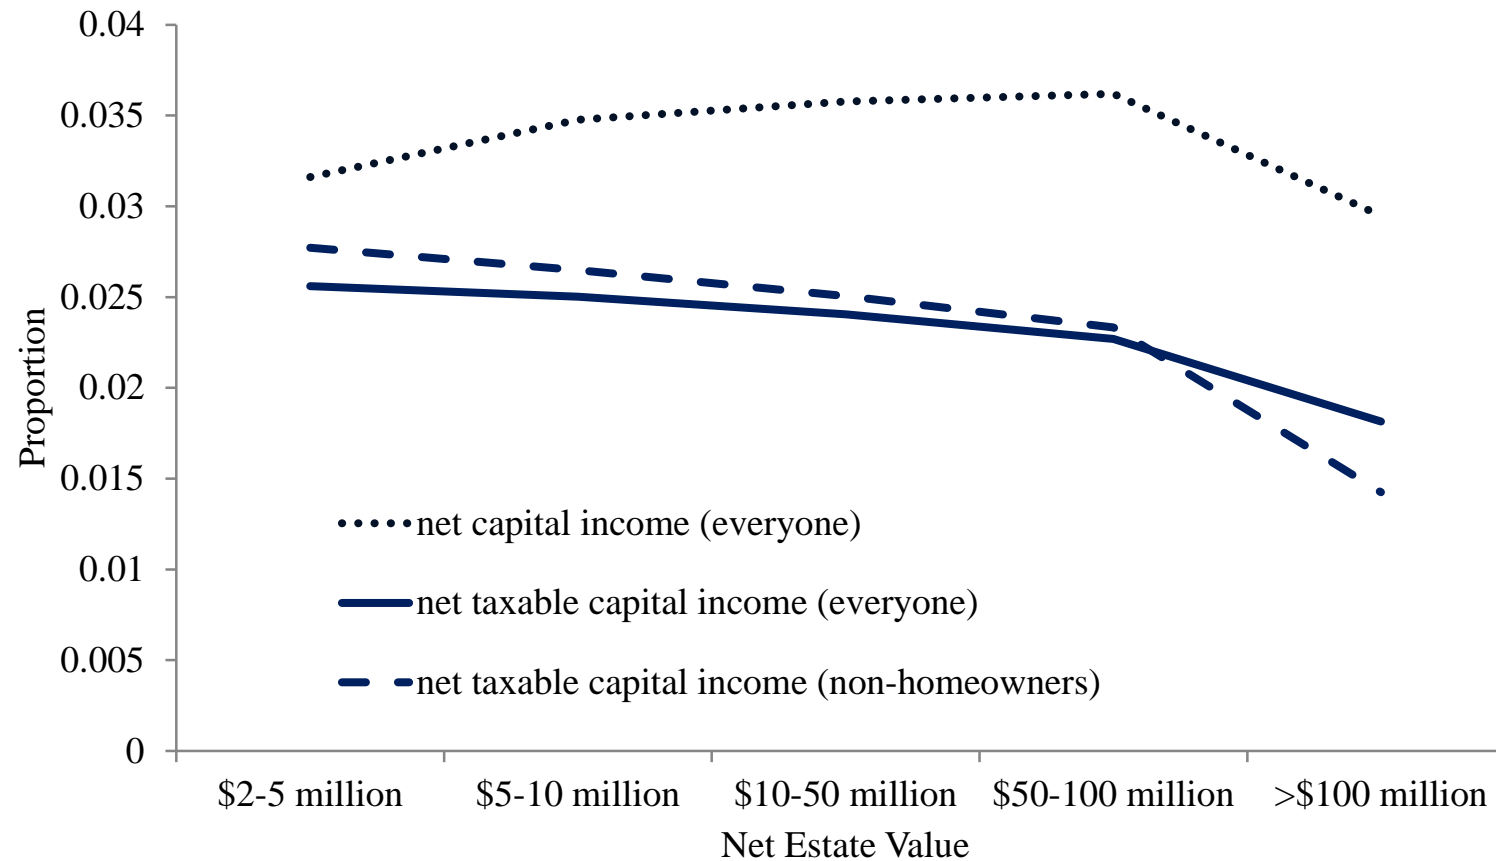 0.04
0.035
0.03
0.025
0.02
0.015
0.01
0.005
0
Proportion
net capital income (everyone)
net taxable capital income (everyone)
net taxable capital income (non-homeowners)
$2-5 million $5-10 million $10-50 million $50-100 million >$100 million
Net Estate Value